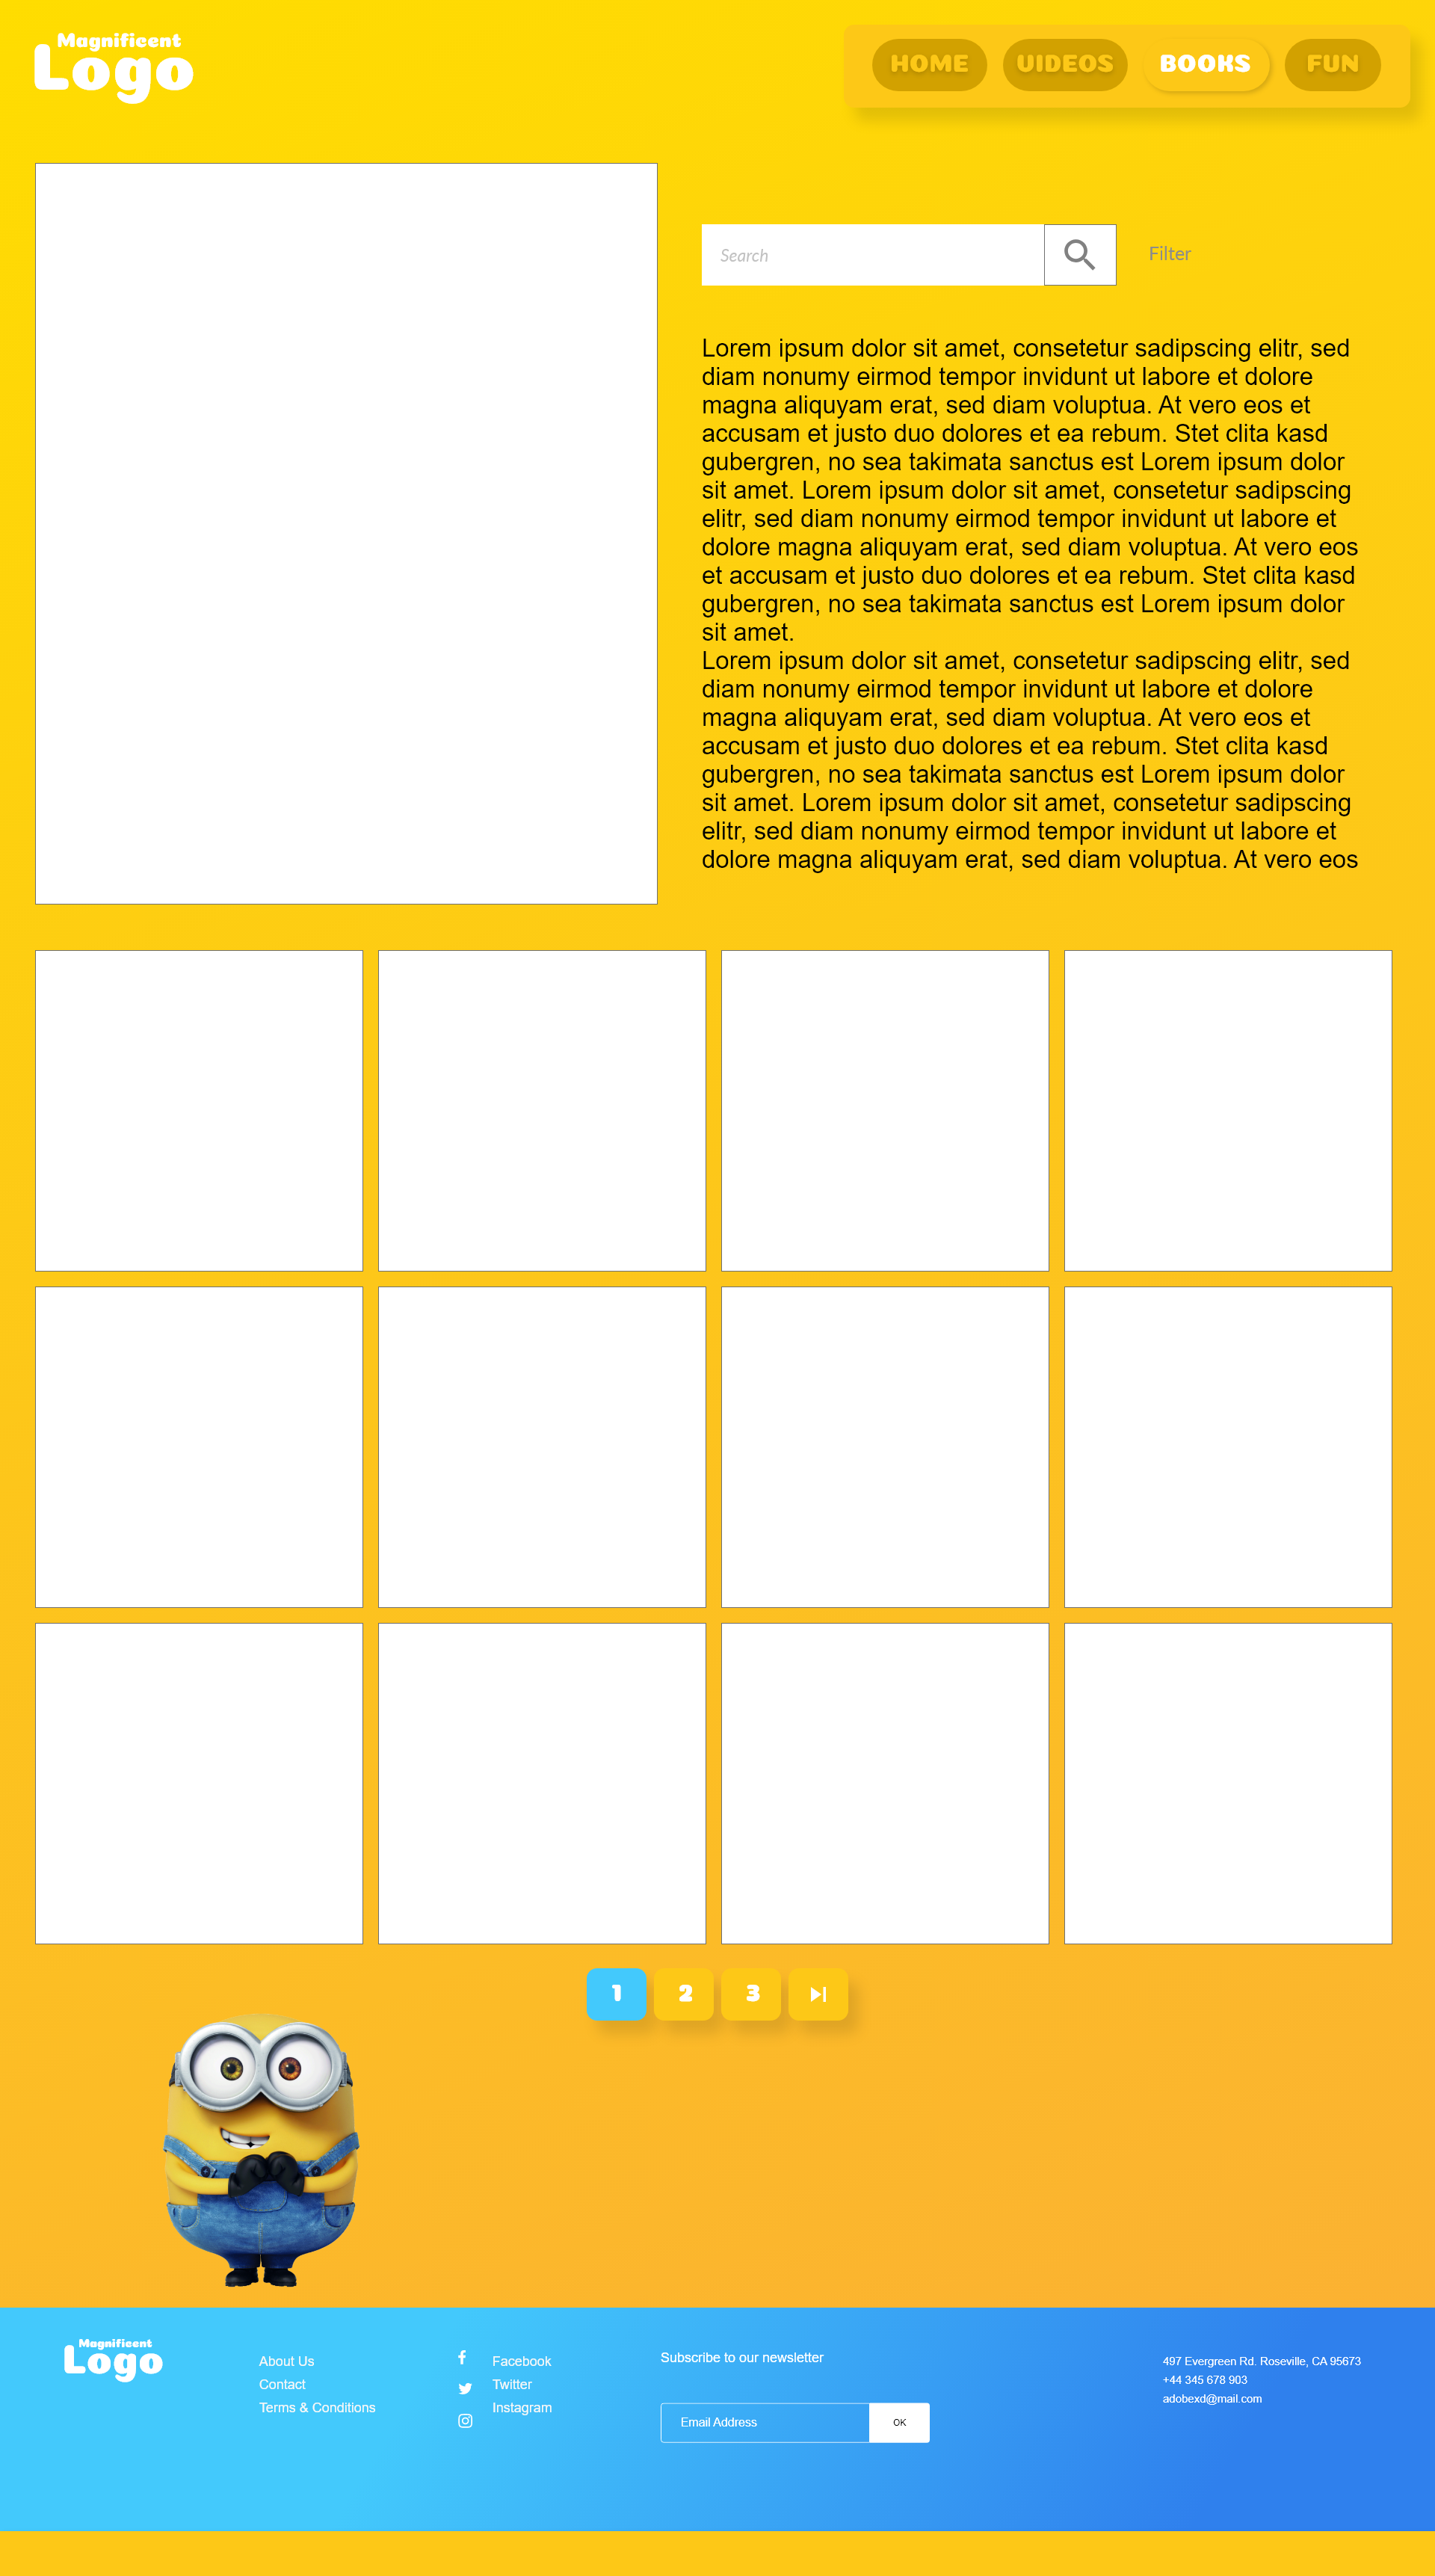 Magnificent
Logo
HOME VIDEOS BOOKS FUN
Search
Filter
Lorem ipsum dolor sit amet, consetetur sadipscing elitr, sed
diam nonumy eirmod tempor invidunt ut labore et dolore
magna aliquyam erat, sed diam voluptua. At vero eos et
accusam et justo duo dolores et ea rebum. Stet clita kasd
gubergren, no sea takimata sanctus est Lorem ipsum dolor
sit amet. Lorem ipsum dolor sit amet, consetetur sadipscing
elitr, sed diam nonumy eirmod tempor invidunt ut labore et
dolore magna aliquyam erat, sed diam voluptua. At vero eos
et accusam et justo duo dolores et ea rebum. Stet clita kasd
gubergren, no sea takimata sanctus est Lorem ipsum dolor
sit amet.
Lorem ipsum dolor sit amet, consetetur sadipscing elitr, sed
diam nonumy eirmod tempor invidunt ut labore et dolore
magna aliquyam erat, sed diam voluptua. At vero eos et
accusam et justo duo dolores et ea rebum. Stet clita kasd
gubergren, no sea takimata sanctus est Lorem ipsum dolor
sit amet. Lorem ipsum dolor sit amet, consetetur sadipscing
elitr, sed diam nonumy eirmod tempor invidunt ut labore et
dolore magna aliquyam erat, sed diam voluptua. At vero eos
1 2 3
Magnificent
Logo
About Us
Contact
Terms & Conditions
Facebook
Twitter
Instagram
Subscribe to our newsletter
Email Address
OK
497 Evergreen Rd. Roseville, CA 95673
+44 345 678 903
adobexd@mail.com